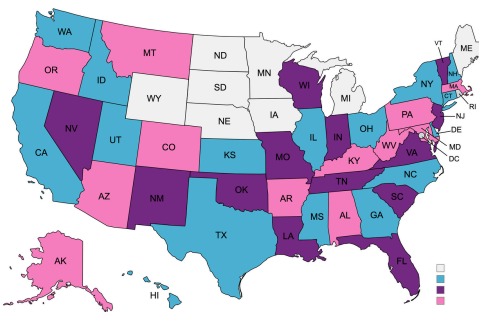 WA
OR
ID
MT
WY
ND
SD
NE
MN
IA
WI
MI
ME
VT
NH
MA
CT
RI
NY
NJ
DE
MD
DC
PA
OH
IN
IL
WV
VA
KY
NC
TN
SC
GA
AL
MS
FL
LA
AR
MO
KS
OK
TX
CO
NM
UT
AZ
NV
CA
AK
HI